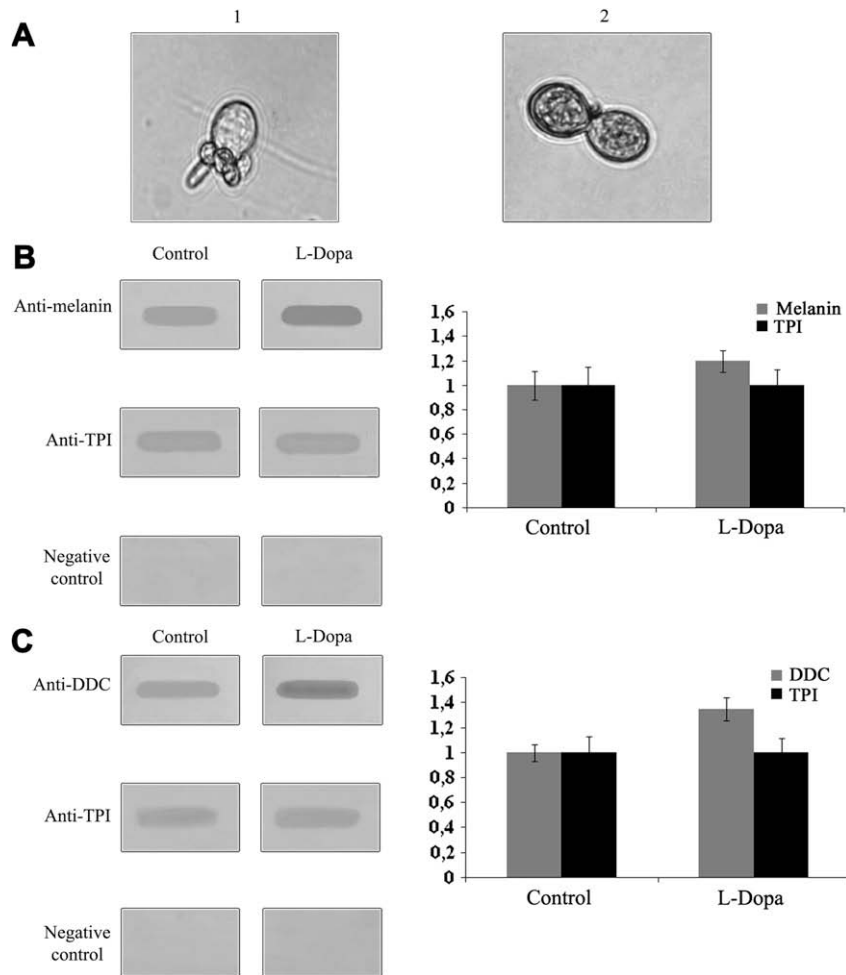 A
1
2
B
Control
L-Dopa
Anti-melanin
Anti-TPI
Negative
control
1,6
1,4
1,2
1
0,8
0,6
0,4
0,2
0
Melanin
TPI
Control
L-Dopa
C
Control
L-Dopa
Anti-DDC
Anti-TPI
Negative
control
1,6
1,4
1,2
1
0,8
0,6
0,4
0,2
0
DDC
TPI
Control
L-Dopa